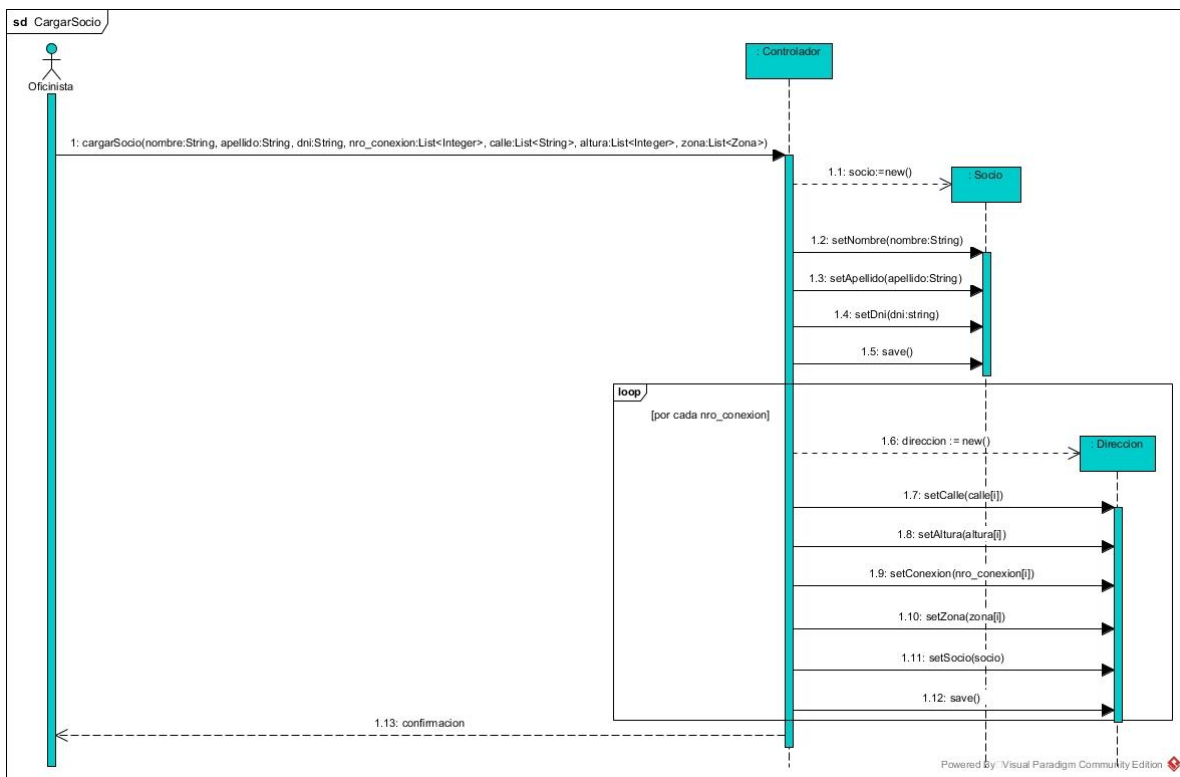 sd CargarSocio
: Controlador
Oficinista
1: cargarSocio(nombre:String, apellido:String, dni:String, nro_conexion:List<Integer>, calle:List<String>, altura:List<Integer>, zona:List<Zona>)
1.1: socio:=new()
: Socio
1.2: setNombre(nombre:String)
1.3: setApellido(apellido:String)
1.4: setDni(dni:string)
1.5: save()
loop
[por cada nro_conexion]
1.6: direccion := new()
: Direccion
1.7: setCalle(calle[i])
1.8: setAltura(altura[i])
1.9: setConexion(nro_conexion[i])
1.10: setZona(zona[i])
1.11: setSocio(socio)
1.12: save()
1.13: confirmacion
Powered By Visual Paradigm Community Edition